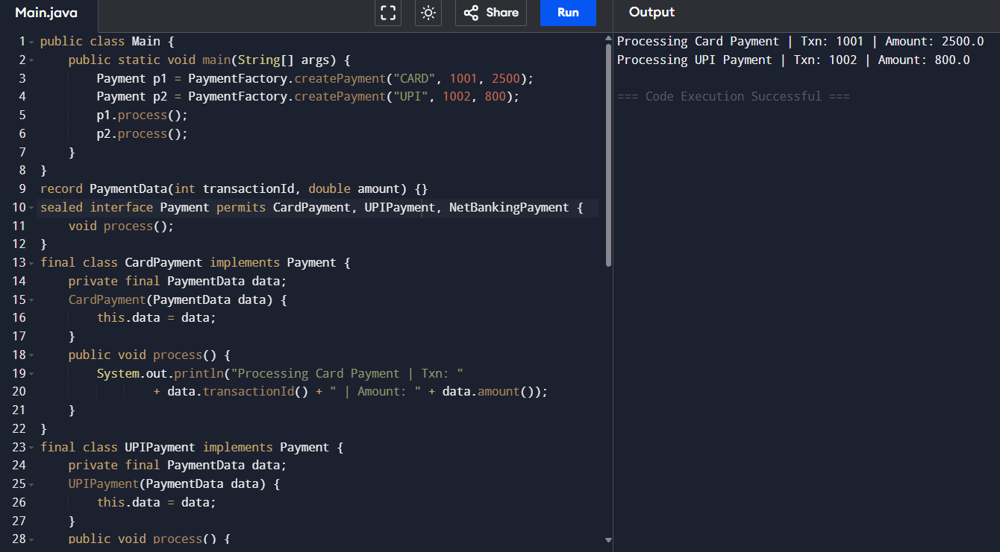 Main.java
Share
Run
Output
1 public class Main {
2     public static void main(String[] args) {
3         Payment p1 = PaymentFactory.createPayment("CARD", 1001, 2500);
4         Payment p2 = PaymentFactory.createPayment("UPI", 1002, 800);
5         p1.process();
6         p2.process();
7     }
8 }
9 record PaymentData(int transactionId, double amount) {}
10 sealed interface Payment permits CardPayment, UPIPayment, NetBankingPayment {
11     void process();
12 }
13 final class CardPayment implements Payment {
14     private final PaymentData data;
15     CardPayment(PaymentData data) {
16         this.data = data;
17     }
18     public void process() {
19         System.out.println("Processing Card Payment | Txn: "
20                 + data.transactionId() + " | Amount: " + data.amount());
21     }
22 }
23 final class UPIPayment implements Payment {
24     private final PaymentData data;
25     UPIPayment(PaymentData data) {
26         this.data = data;
27     }
28     public void process() {
Processing Card Payment | Txn: 1001 | Amount: 2500.0
Processing UPI Payment | Txn: 1002 | Amount: 800.0
=== Code Execution Successful ===